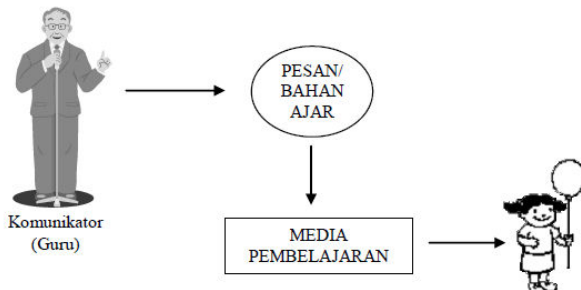 PESAN/
BAHAN
AJAR
Komunikator
(Guru)
MEDIA
PEMBELAJARAN